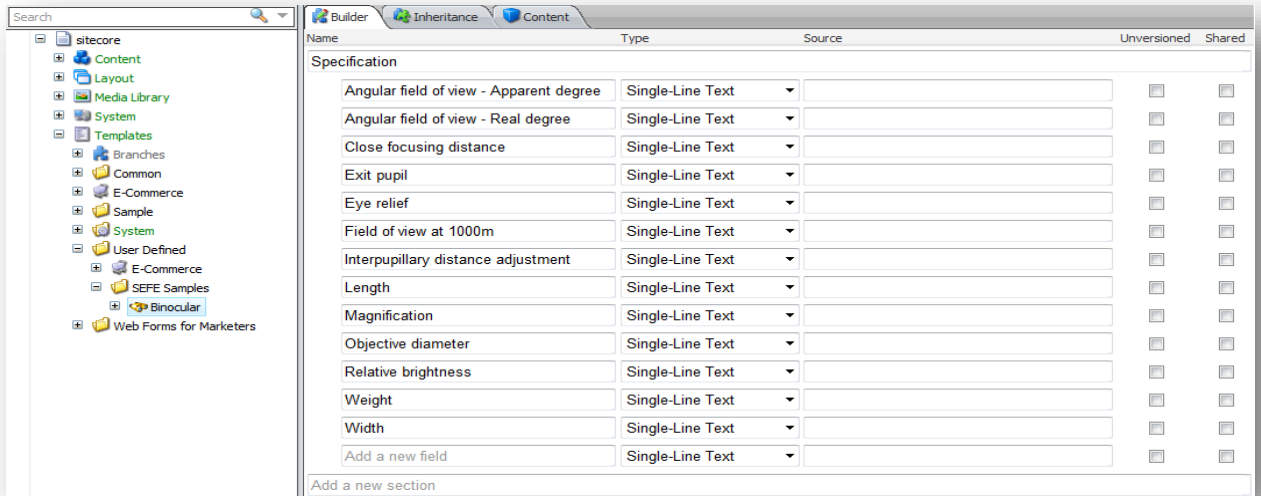 Search
sitecore
Content
Layout
Media Library
System
Templates
Branches
Common
E-Commerce
Sample
System
User Defined
E-Commerce
SEFE Samples
Binocular
Web Forms for Marketers
Builder Inheritance Content
Name Type Source Unversioned Shared
Specification
Angular field of view - Apparent degree Single-Line Text
Angular field of view - Real degree Single-Line Text
Close focusing distance Single-Line Text
Exit pupil Single-Line Text
Eye relief Single-Line Text
Field of view at 1000m Single-Line Text
Interpupillary distance adjustment Single-Line Text
Length Single-Line Text
Magnification Single-Line Text
Objective diameter Single-Line Text
Relative brightness Single-Line Text
Weight Single-Line Text
Width Single-Line Text
Add a new field Single-Line Text
Add a new section